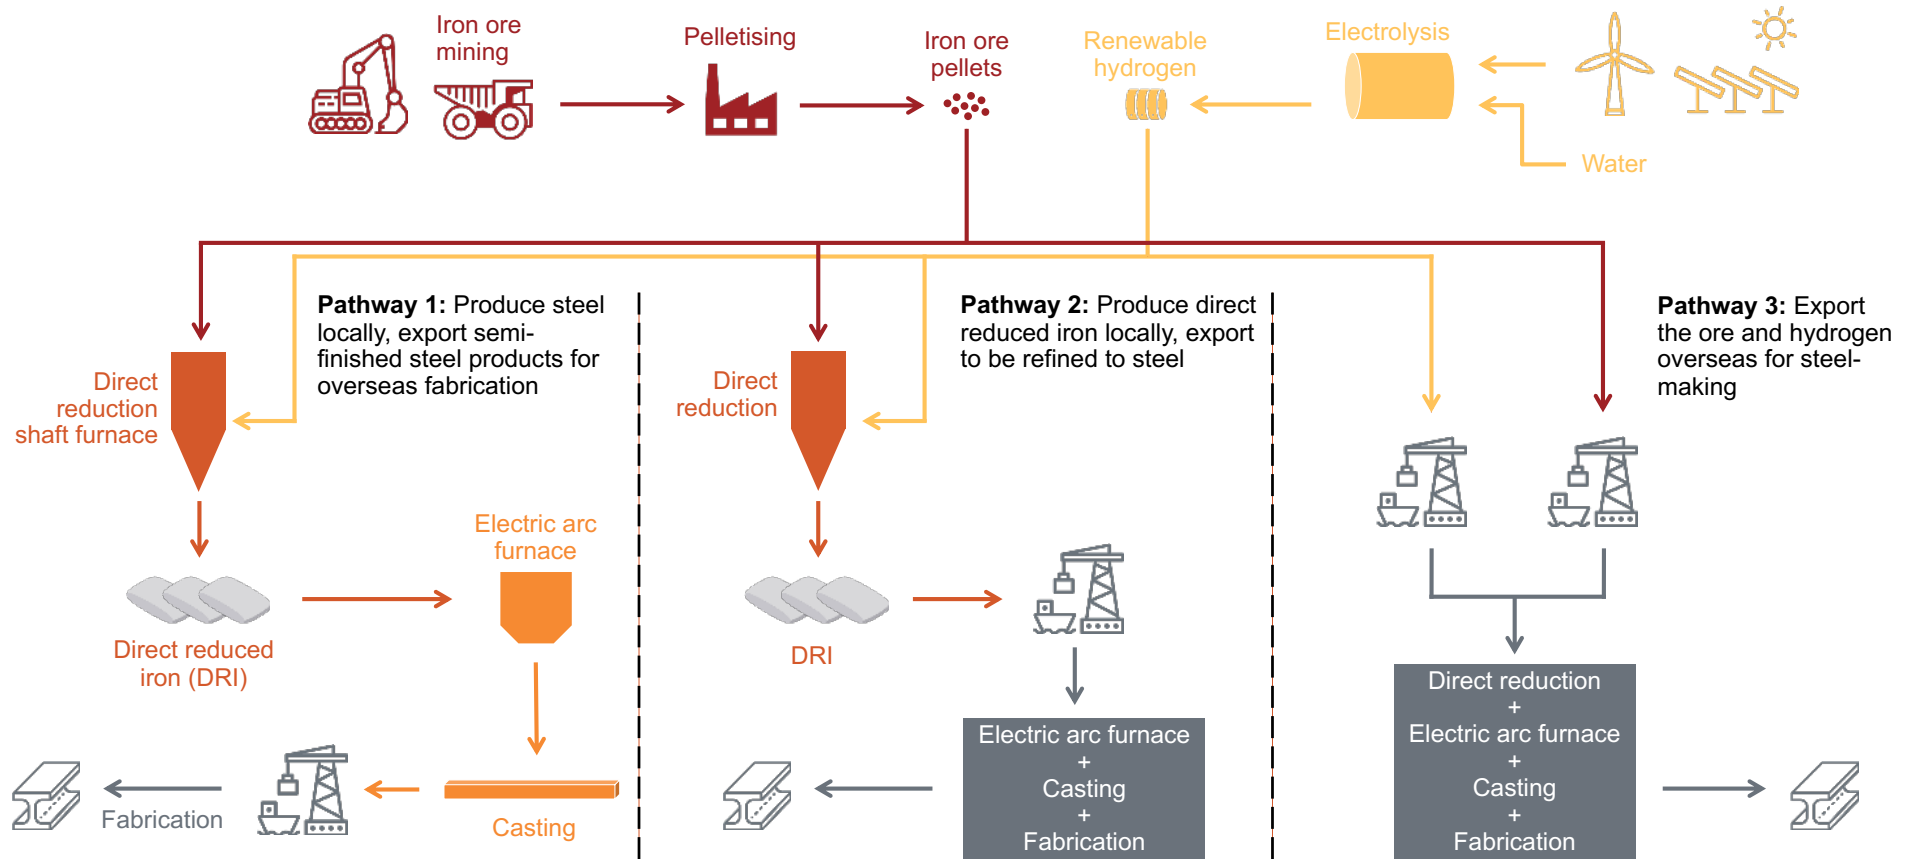 Iron ore
mining
Pelletising
Iron ore
pellets
Renewable
hydrogen
Electrolysis
Water
Pathway 1: Produce steel
locally, export semi-
finished steel products for
overseas fabrication
Direct
reduction
shaft furnace
Electric arc
furnace
Direct reduced
iron (DRI)
Casting
Fabrication
Pathway 2: Produce direct
reduced iron locally, export
to be refined to steel
Direct
reduction
DRI
Electric arc furnace
+
Casting
+
Fabrication
Pathway 3: Export
the ore and hydrogen
overseas for steel-
making
Direct reduction
+
Electric arc furnace
+
Casting
+
Fabrication